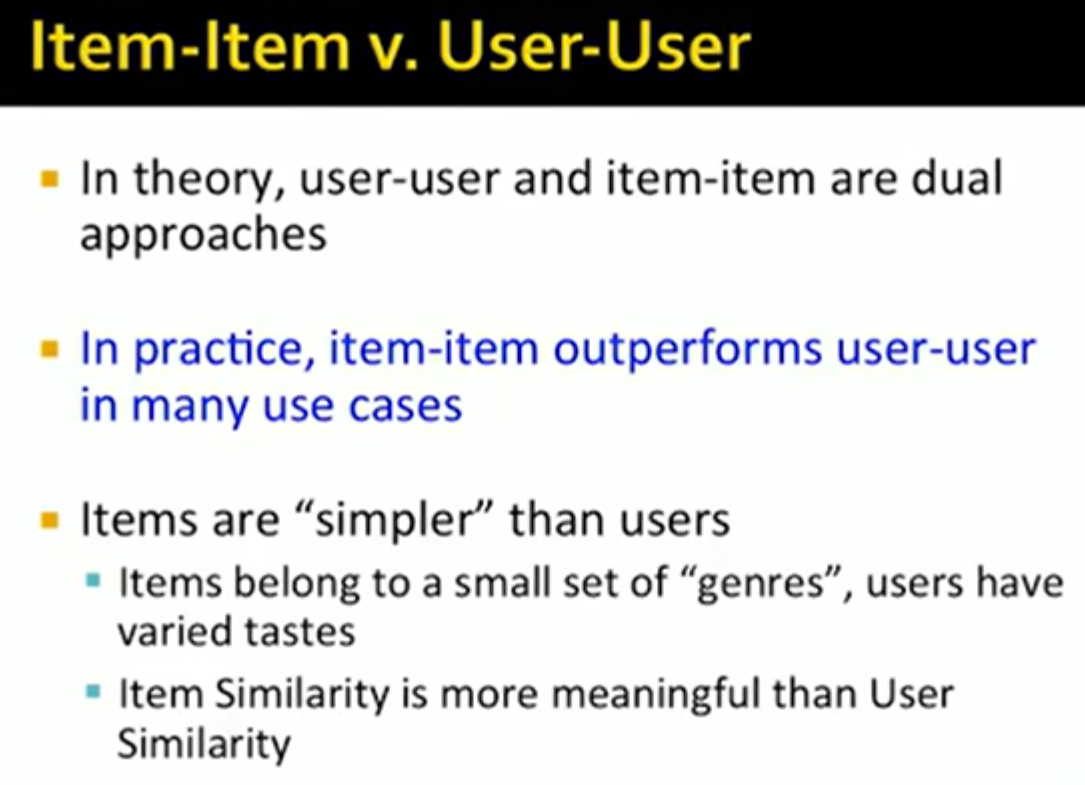 Item-Item v. User-User
In theory, user-user and item-item are dual
approaches
In practice, item-item outperforms user-user
in many use cases
Items are “simpler” than users
Items belong to a small set of “genres”, users have
varied tastes
Item Similarity is more meaningful than User
Similarity